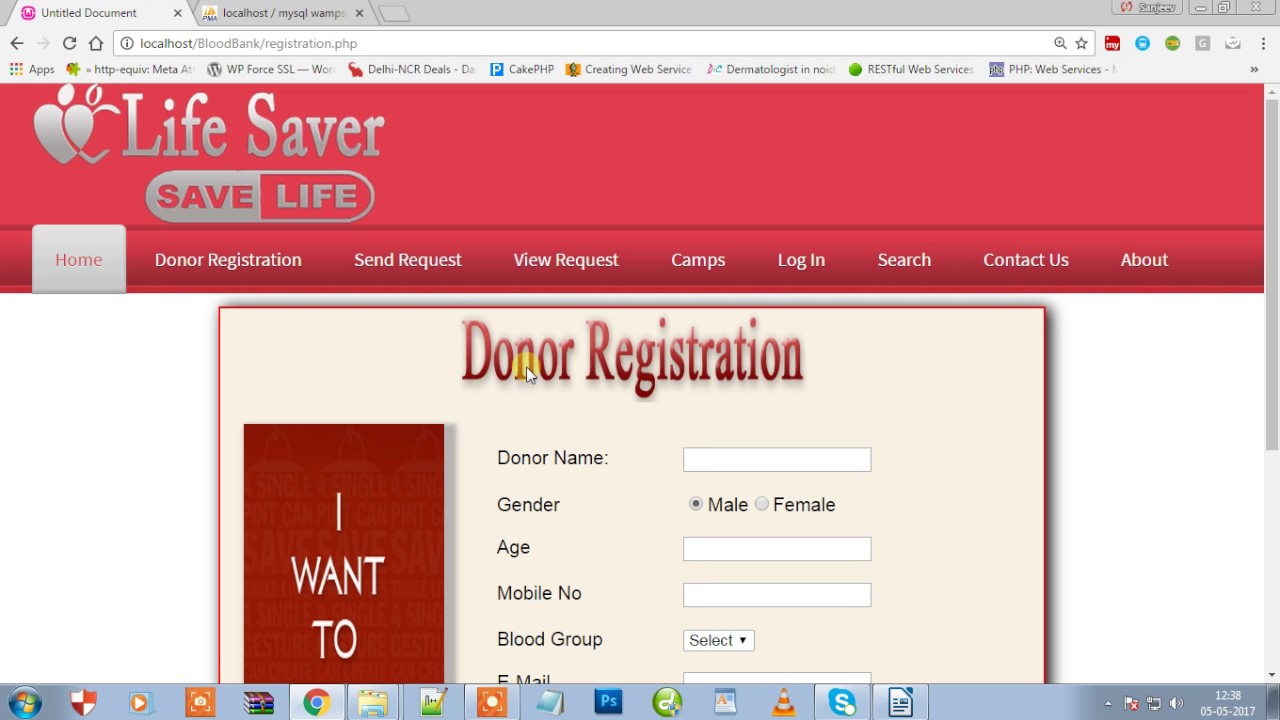 Untitled Document
localhost / mysql wamps
Sanjeev
localhost/BloodBank/registration.php
Apps
» http-equiv: Meta At
WP Force SSL — Wor
Delhi-NCR Deals - Da
CakePHP
Creating Web Service
Dermatologist in noid
RESTful Web Services
PHP: Web Services -
»
Life Saver
SAVE LIFE
Home
Donor Registration
Send Request
View Request
Camps
Log In
Search
Contact Us
About
Donor Registration
I
WANT
TO
Donor Name:
Gender
Male
Female
Age
Mobile No
Blood Group
Select
E Mail
12:38
05-05-2017